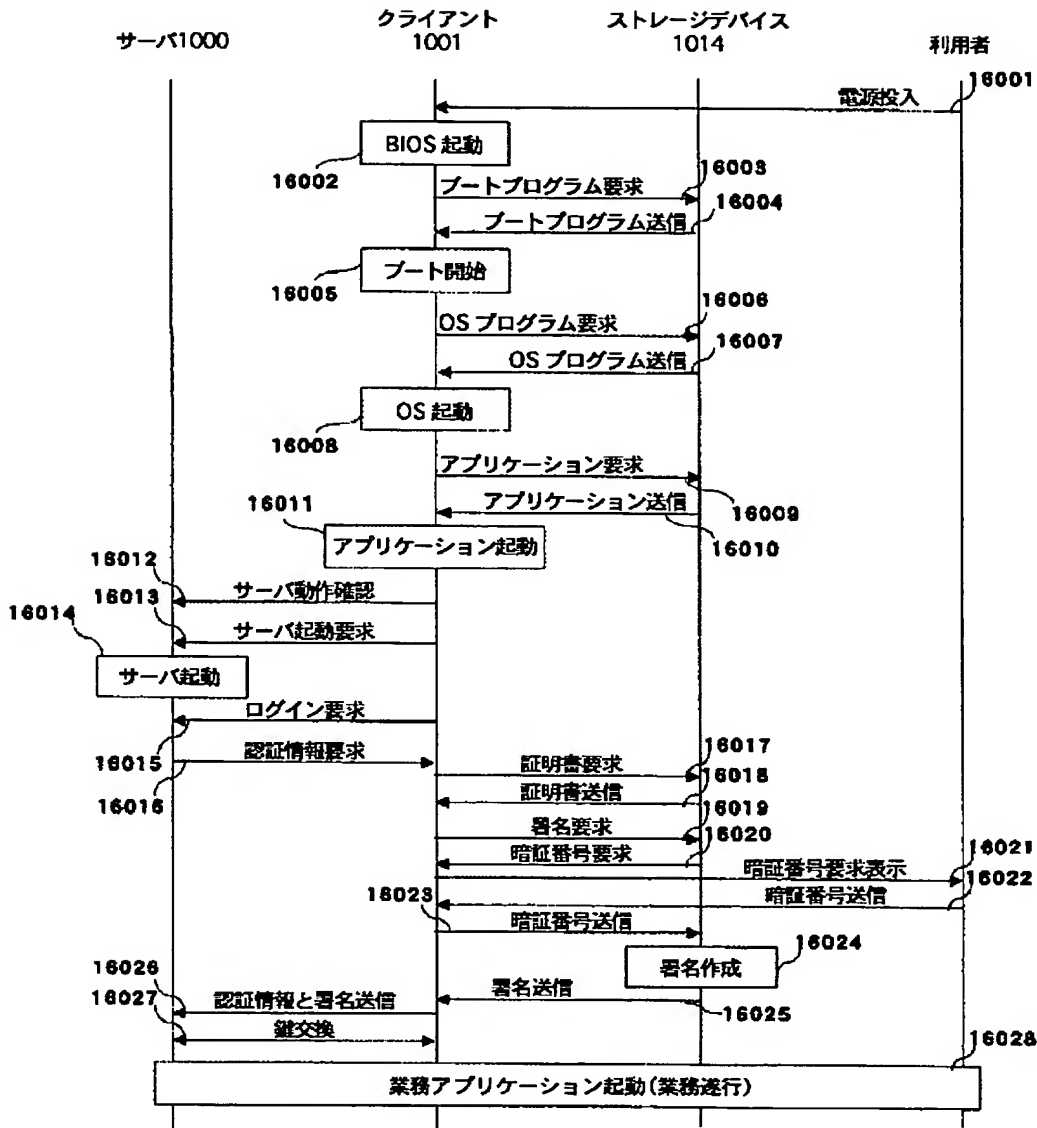 サーバ1000
クライアント
1001
ストレージデバイス
1014
利用者
16001
電源投入
BIOS 起動
16002
16003
ブートプログラム要求
16004
ブートプログラム送信
ブート開始
16005
16006
OS プログラム要求
16007
OS プログラム送信
OS 起動
16008
アプリケーション要求
16009
アプリケーション送信
16010
16011
アプリケーション起動
16012
サーバ動作確認
16013
サーバ起動要求
16014
サーバ起動
ログイン要求
16015
認証情報要求
16016
16017
証明書要求
16018
証明書送信
16019
署名要求
16020
暗証番号要求
16021
暗証番号要求表示
16022
暗証番号送信
16023
暗証番号送信
16024
署名作成
署名送信
16025
16026
認証情報と署名送信
16027
鍵交換
16028
業務アプリケーション起動(業務遂行)